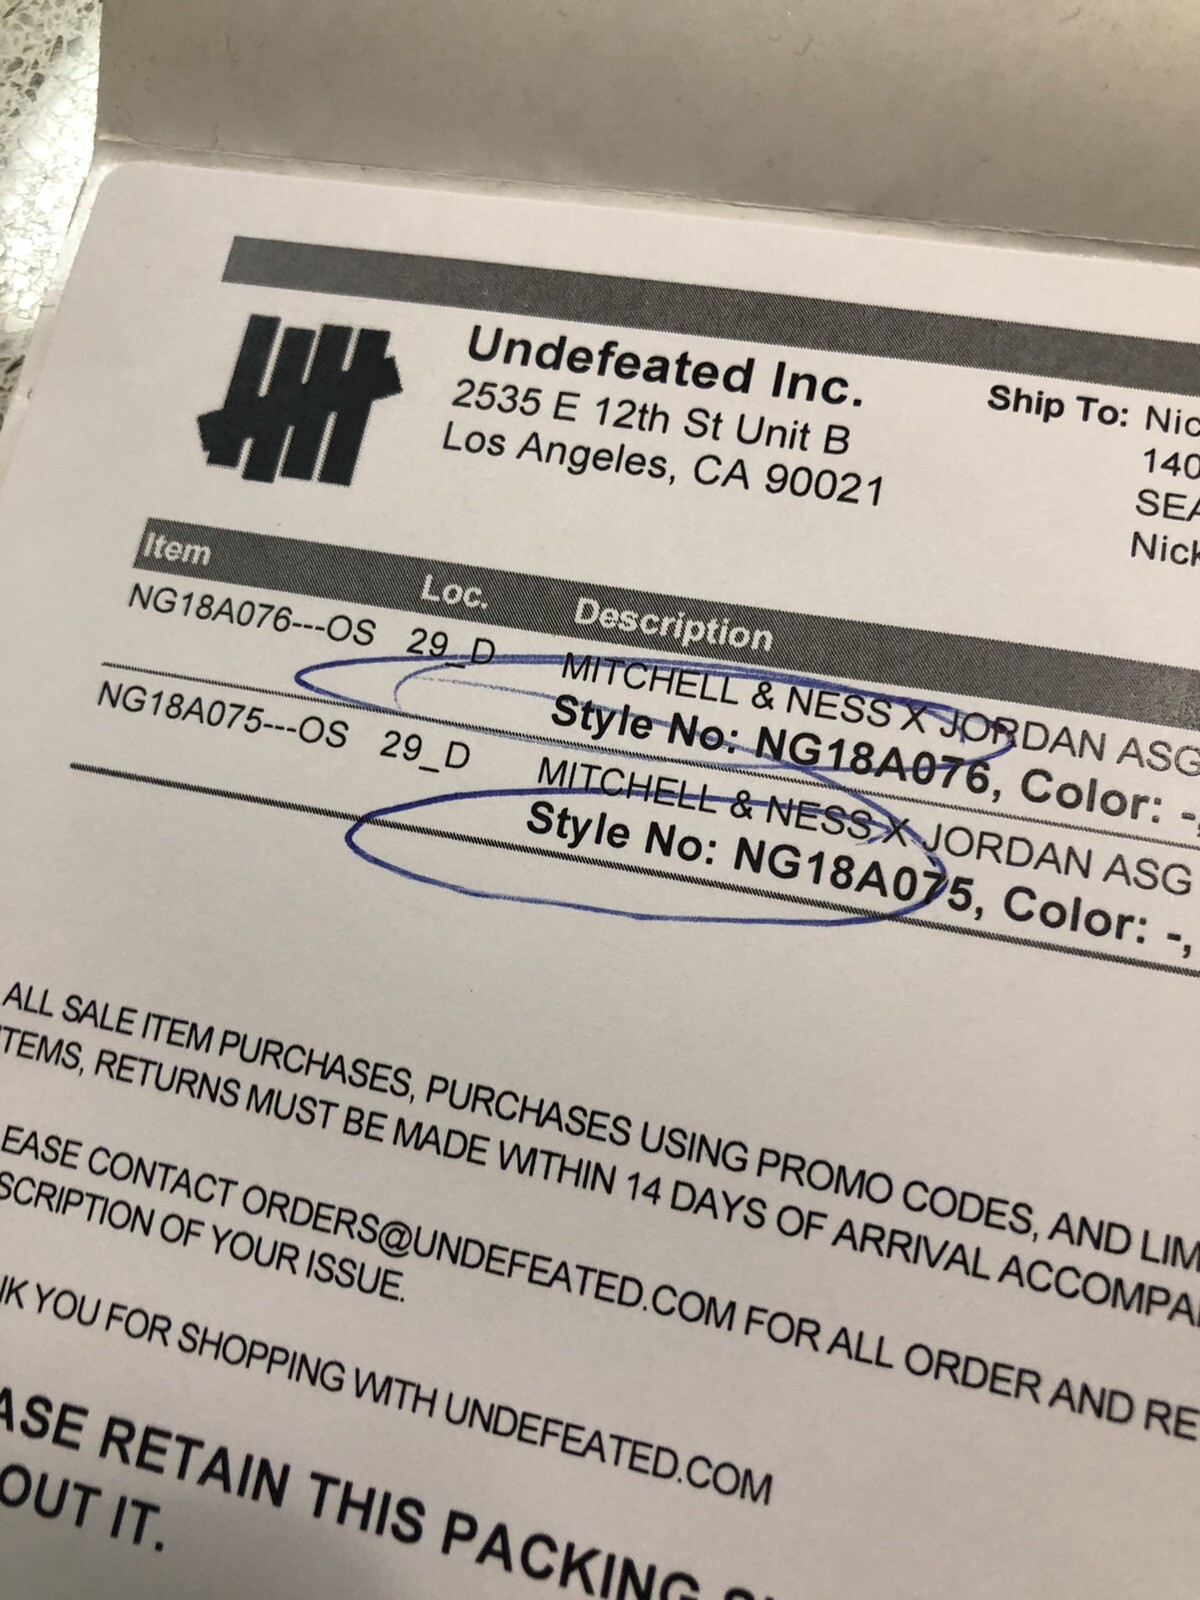 Undefeated Inc.
2535 E 12th St Unit B
Los Angeles, CA 90021
Ship To: Nic
140
SEA
Nick
Item Loc. Description
NG18A076---OS 29_D MITCHELL & NESS X JORDAN ASG
Style No: NG18A076, Color: -,
NG18A075---OS 29_D MITCHELL & NESS X JORDAN ASG
Style No: NG18A075, Color: -,
ALL SALE ITEM PURCHASES, PURCHASES USING PROMO CODES, AND LIM
TEMS, RETURNS MUST BE MADE WITHIN 14 DAYS OF ARRIVAL ACCOMPA
EASE CONTACT ORDERS@UNDEFEATED.COM FOR ALL ORDER AND RE
SCRIPTION OF YOUR ISSUE.
NK YOU FOR SHOPPING WITH UNDEFEATED.COM
ASE RETAIN THIS PACKING
OUT IT.